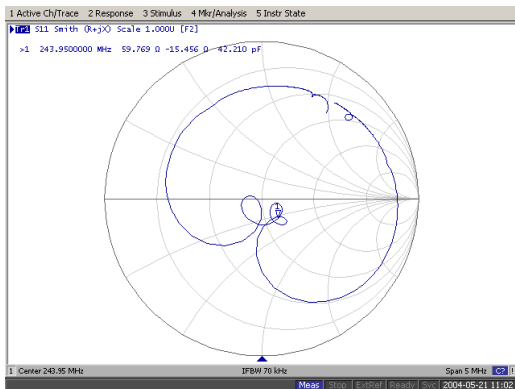 1 Active Ch/Trace 2 Response 3 Stimulus 4 Mkr/Analysis 5 Instr State
Tr1 S11 Smith (R+jX) Scale 1.000U [F2]
>1 243.9500000 MHz 59.769 Ω -15.456 Ω 42.210 pF
1
1 Center 243.95 MHz IFBW 70 kHz Span 5 MHz C? !
Meas Stop ExtRef Ready Svc 2004-05-21 11:02